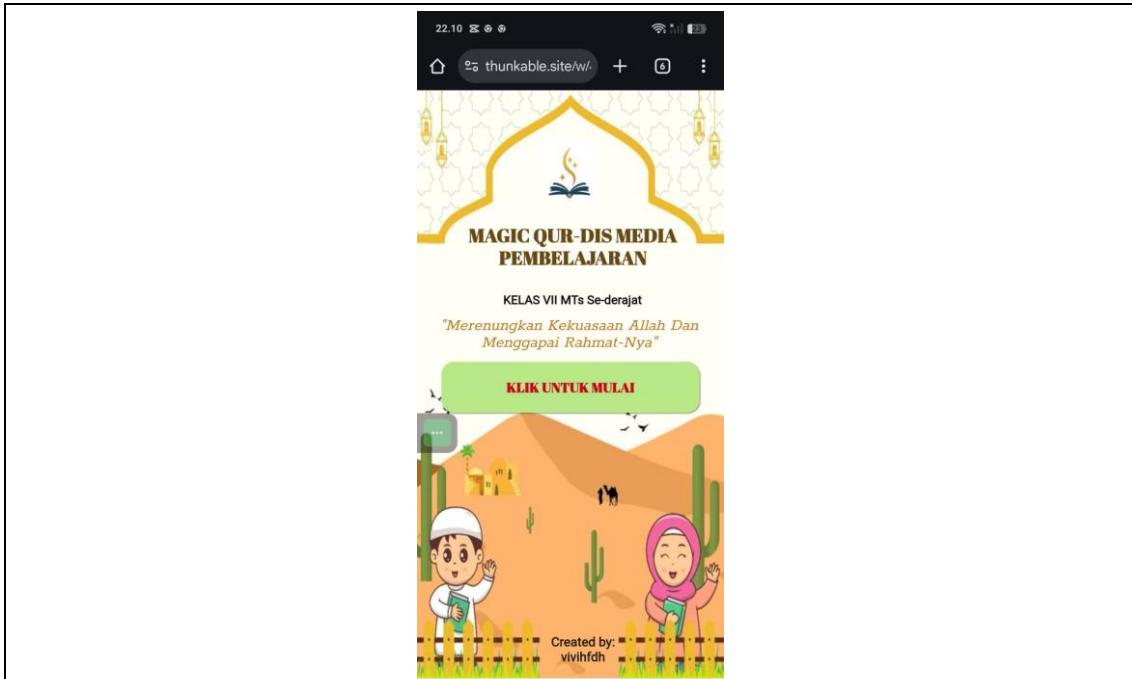 22.10
23
thunkable.site/w/
6
MAGIC QUR-DIS MEDIA
PEMBELAJARAN
KELAS VII MTs Se-derajat
"Merenungkan Kekuasaan Allah Dan
Menggapai Rahmat-Nya"
KLIK UNTUK MULAI
Created by:
vivihfdh